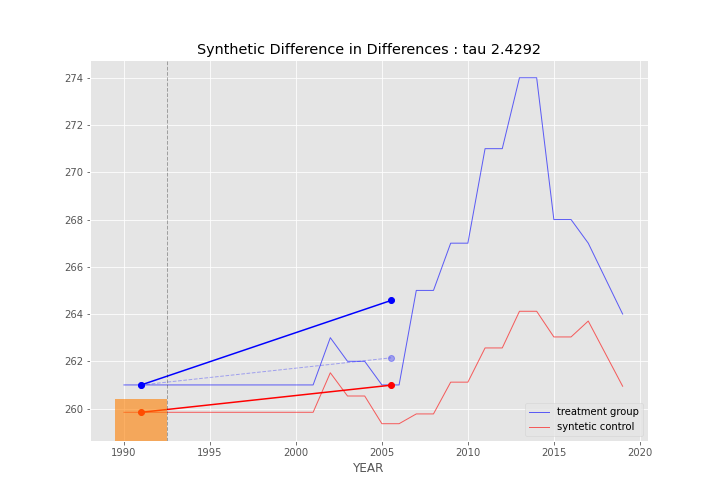 Synthetic Difference in Differences : tau 2.4292
274
272
270
268
266
264
262
260
treatment group
syntetic control
1990 1995 2000 2005 2010 2015 2020
YEAR